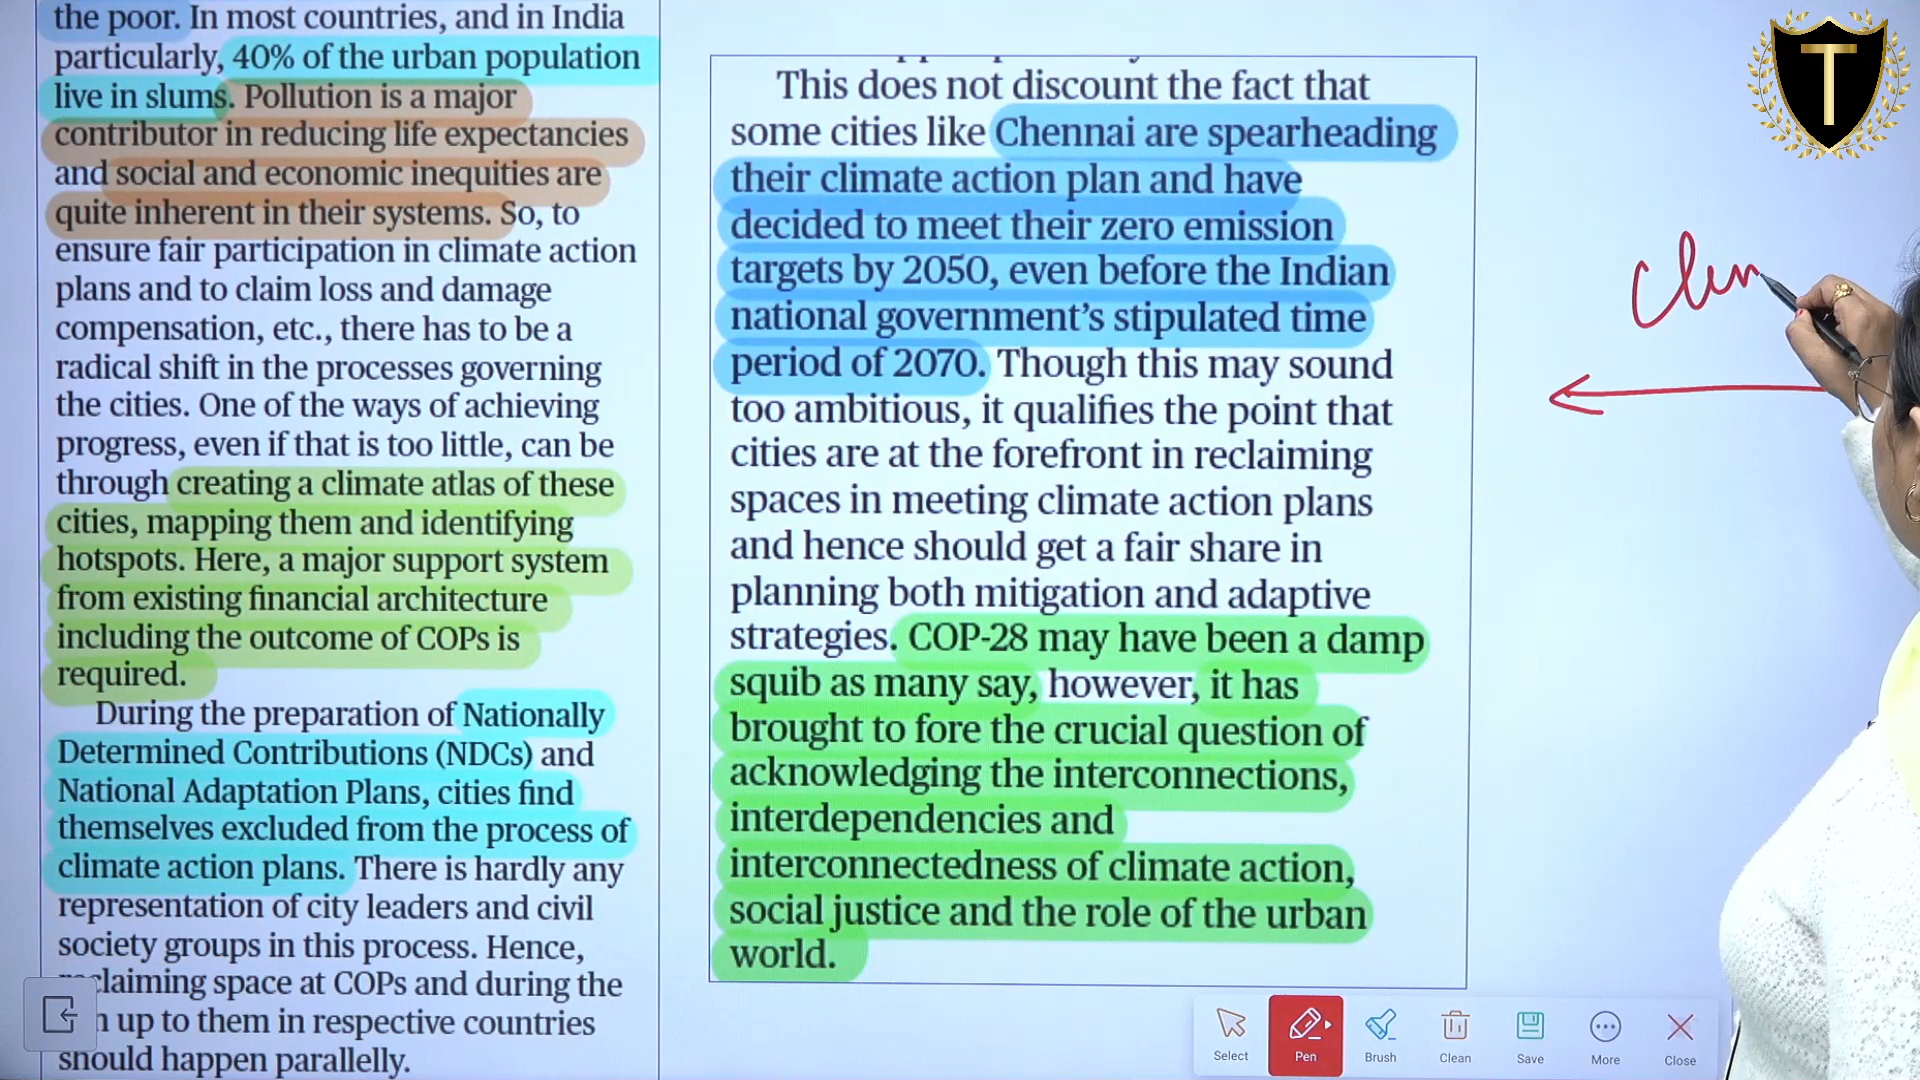 the poor. In most countries, and in India
particularly, 40% of the urban population
live in slums. Pollution is a major
contributor in reducing life expectancies
and social and economic inequities are
quite inherent in their systems. So, to
ensure fair participation in climate action
plans and to claim loss and damage
compensation, etc., there has to be a
radical shift in the processes governing
the cities. One of the ways of achieving
progress, even if that is too little, can be
through creating a climate atlas of these
cities, mapping them and identifying
hotspots. Here, a major support system
from existing financial architecture
including the outcome of COPs is
required.
During the preparation of Nationally
Determined Contributions (NDCs) and
National Adaptation Plans, cities find
themselves excluded from the process of
climate action plans. There is hardly any
representation of city leaders and civil
society groups in this process. Hence,
claiming space at COPs and during the
up to them in respective countries
should happen parallelly.
This does not discount the fact that
some cities like Chennai are spearheading
their climate action plan and have
decided to meet their zero emission
targets by 2050, even before the Indian
national government's stipulated time
period of 2070. Though this may sound
too ambitious, it qualifies the point that
cities are at the forefront in reclaiming
spaces in meeting climate action plans
and hence should get a fair share in
planning both mitigation and adaptive
strategies. COP-28 may have been a damp
squib as many say, however, it has
brought to fore the crucial question of
acknowledging the interconnections,
interdependencies and
interconnectedness of climate action,
social justice and the role of the urban
world.
T
Select Pen Brush Clean Save More Close